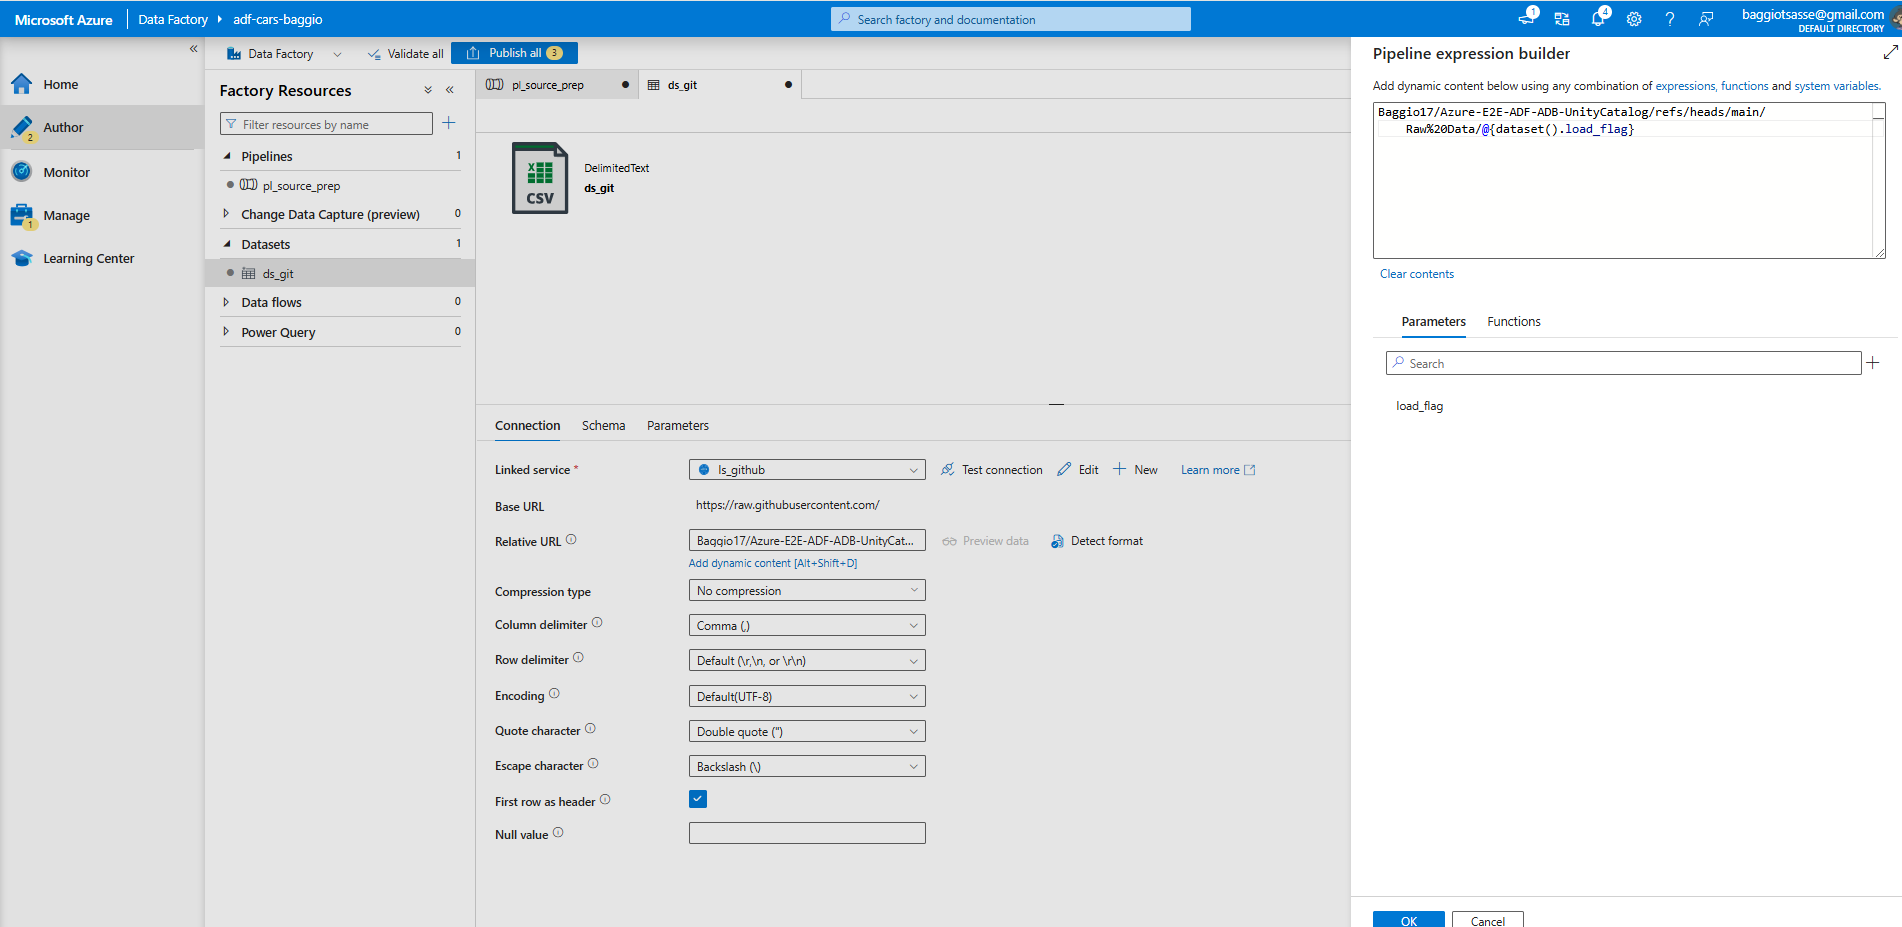 Microsoft Azure
Data Factory
adf-cars-baggio
Search factory and documentation
1
4
baggiotsasse@gmail.com
DEFAULT DIRECTORY
Home
Author
2
Monitor
Manage
1
Learning Center
Data Factory
Validate all
Publish all 3
Factory Resources
Filter resources by name
Pipelines 1
pl_source_prep
Change Data Capture (preview) 0
Datasets 1
ds_git
Data flows 0
Power Query 0
pl_source_prep
ds_git
X
CSV
DelimitedText
ds_git
Connection
Schema
Parameters
Linked service *
ls_github
Test connection
Edit
New
Learn more
Base URL
https://raw.githubusercontent.com/
Relative URL
Baggio17/Azure-E2E-ADF-ADB-UnityCat...
Preview data
Detect format
Add dynamic content [Alt+Shift+D]
Compression type
No compression
Column delimiter
Comma (,)
Row delimiter
Default (\r,\n, or \r\n)
Encoding
Default(UTF-8)
Quote character
Double quote (")
Escape character
Backslash (\)
First row as header
Null value
Pipeline expression builder
Add dynamic content below using any combination of expressions, functions and system variables.
Baggio17/Azure-E2E-ADF-ADB-UnityCatalog/refs/heads/main/
Raw%20Data/@{dataset().load_flag}
Clear contents
Parameters
Functions
Search
load_flag
OK
Cancel